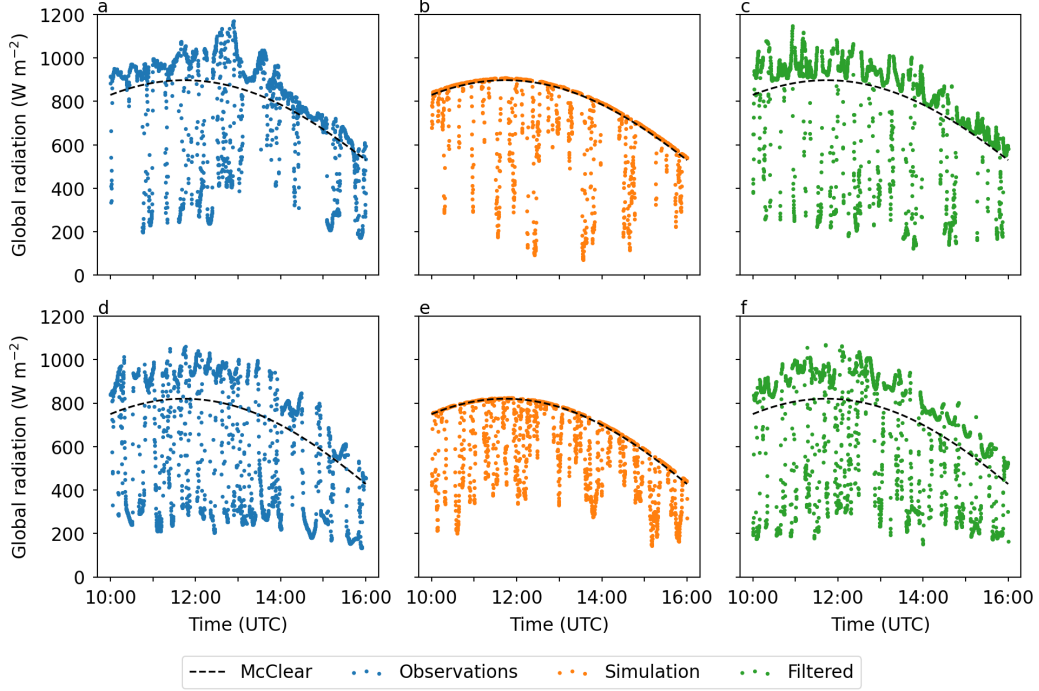 a b c
1200
1000
800
600
400
200
0
Global radiation (W m⁻²)
d e f
1200
1000
800
600
400
200
0
Global radiation (W m⁻²)
10:00 12:00 14:00 16:00 10:00 12:00 14:00 16:00 10:00 12:00 14:00 16:00
Time (UTC) Time (UTC) Time (UTC)
McClear Observations Simulation Filtered